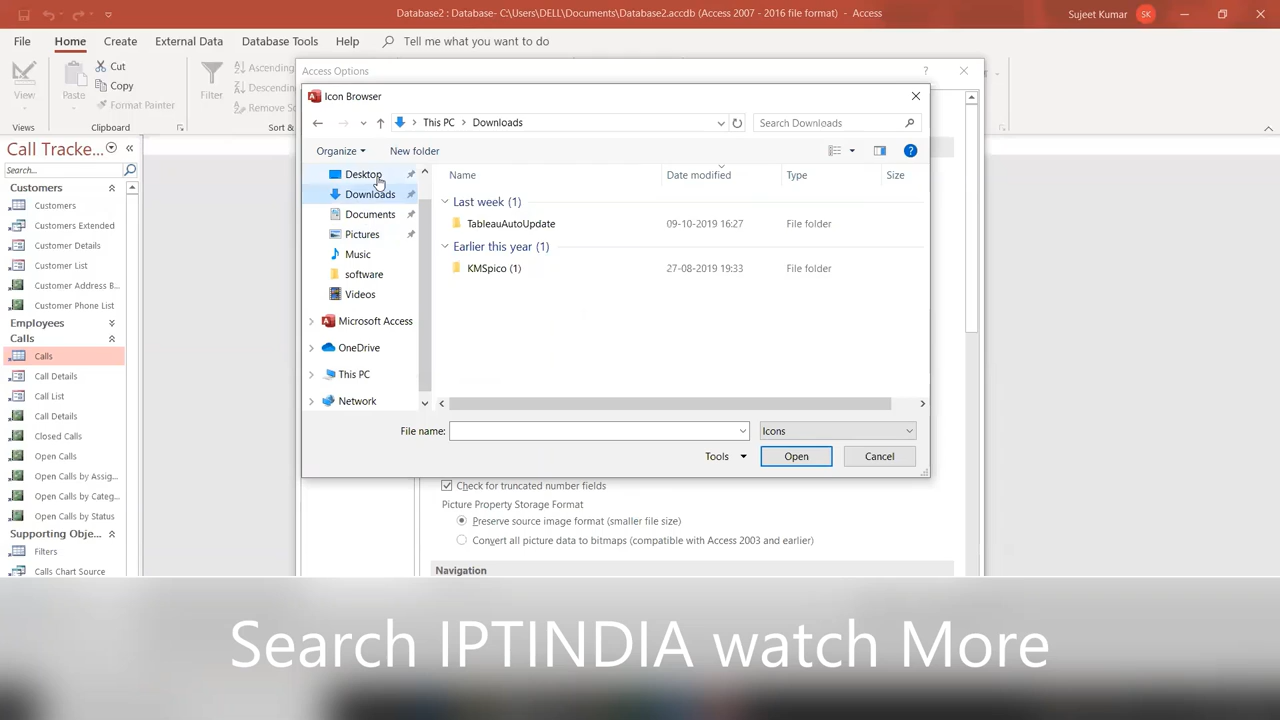 Database2 : Database- C:\Users\DELL\Documents\Database2.accdb (Access 2007 - 2016 file format) - Access
Sujeet Kumar SK
File Home Create External Data Database Tools Help Tell me what you want to do
View
Views
Paste
Cut
Copy
Format Painter
Clipboard
Filter
Ascending
Descending
Remove So
Sort &
Access Options
?
Icon Browser
This PC > Downloads
Search Downloads
Organize New folder
Desktop
Downloads
Documents
Pictures
Music
software
Videos
Microsoft Access
OneDrive
This PC
Network
Name Date modified Type Size
Last week (1)
TableauAutoUpdate 09-10-2019 16:27 File folder
Earlier this year (1)
KMSpico (1) 27-08-2019 19:33 File folder
File name: Icons
Tools Open Cancel
Check for truncated number fields
Picture Property Storage Format
Preserve source image format (smaller file size)
Convert all picture data to bitmaps (compatible with Access 2003 and earlier)
Navigation
Call Tracke...
Search...
Customers
Customers
Customers Extended
Customer Details
Customer List
Customer Address B...
Customer Phone List
Employees
Calls
Calls
Call Details
Call List
Call Details
Closed Calls
Open Calls
Open Calls by Assig...
Open Calls by Categ...
Open Calls by Status
Supporting Obje...
Filters
Calls Chart Source
Search IPTINDIA watch More